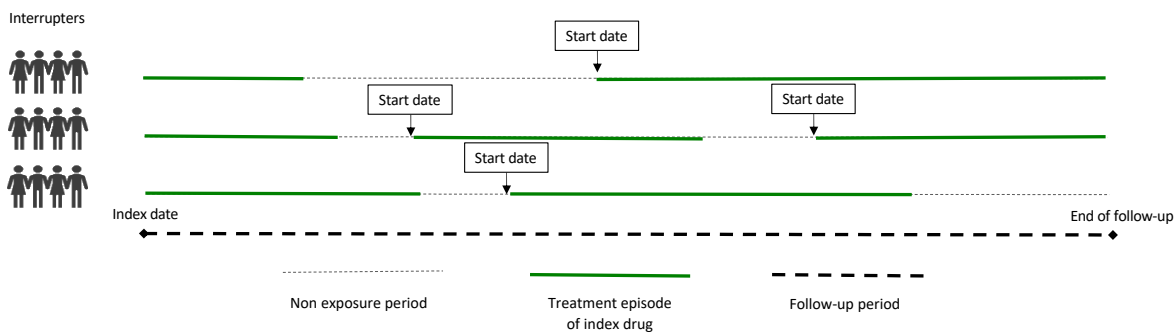 Interrupters
Start date
Start date
Start date
Start date
Index date
End of follow-up
Non exposure period
Treatment episode
of index drug
Follow-up period